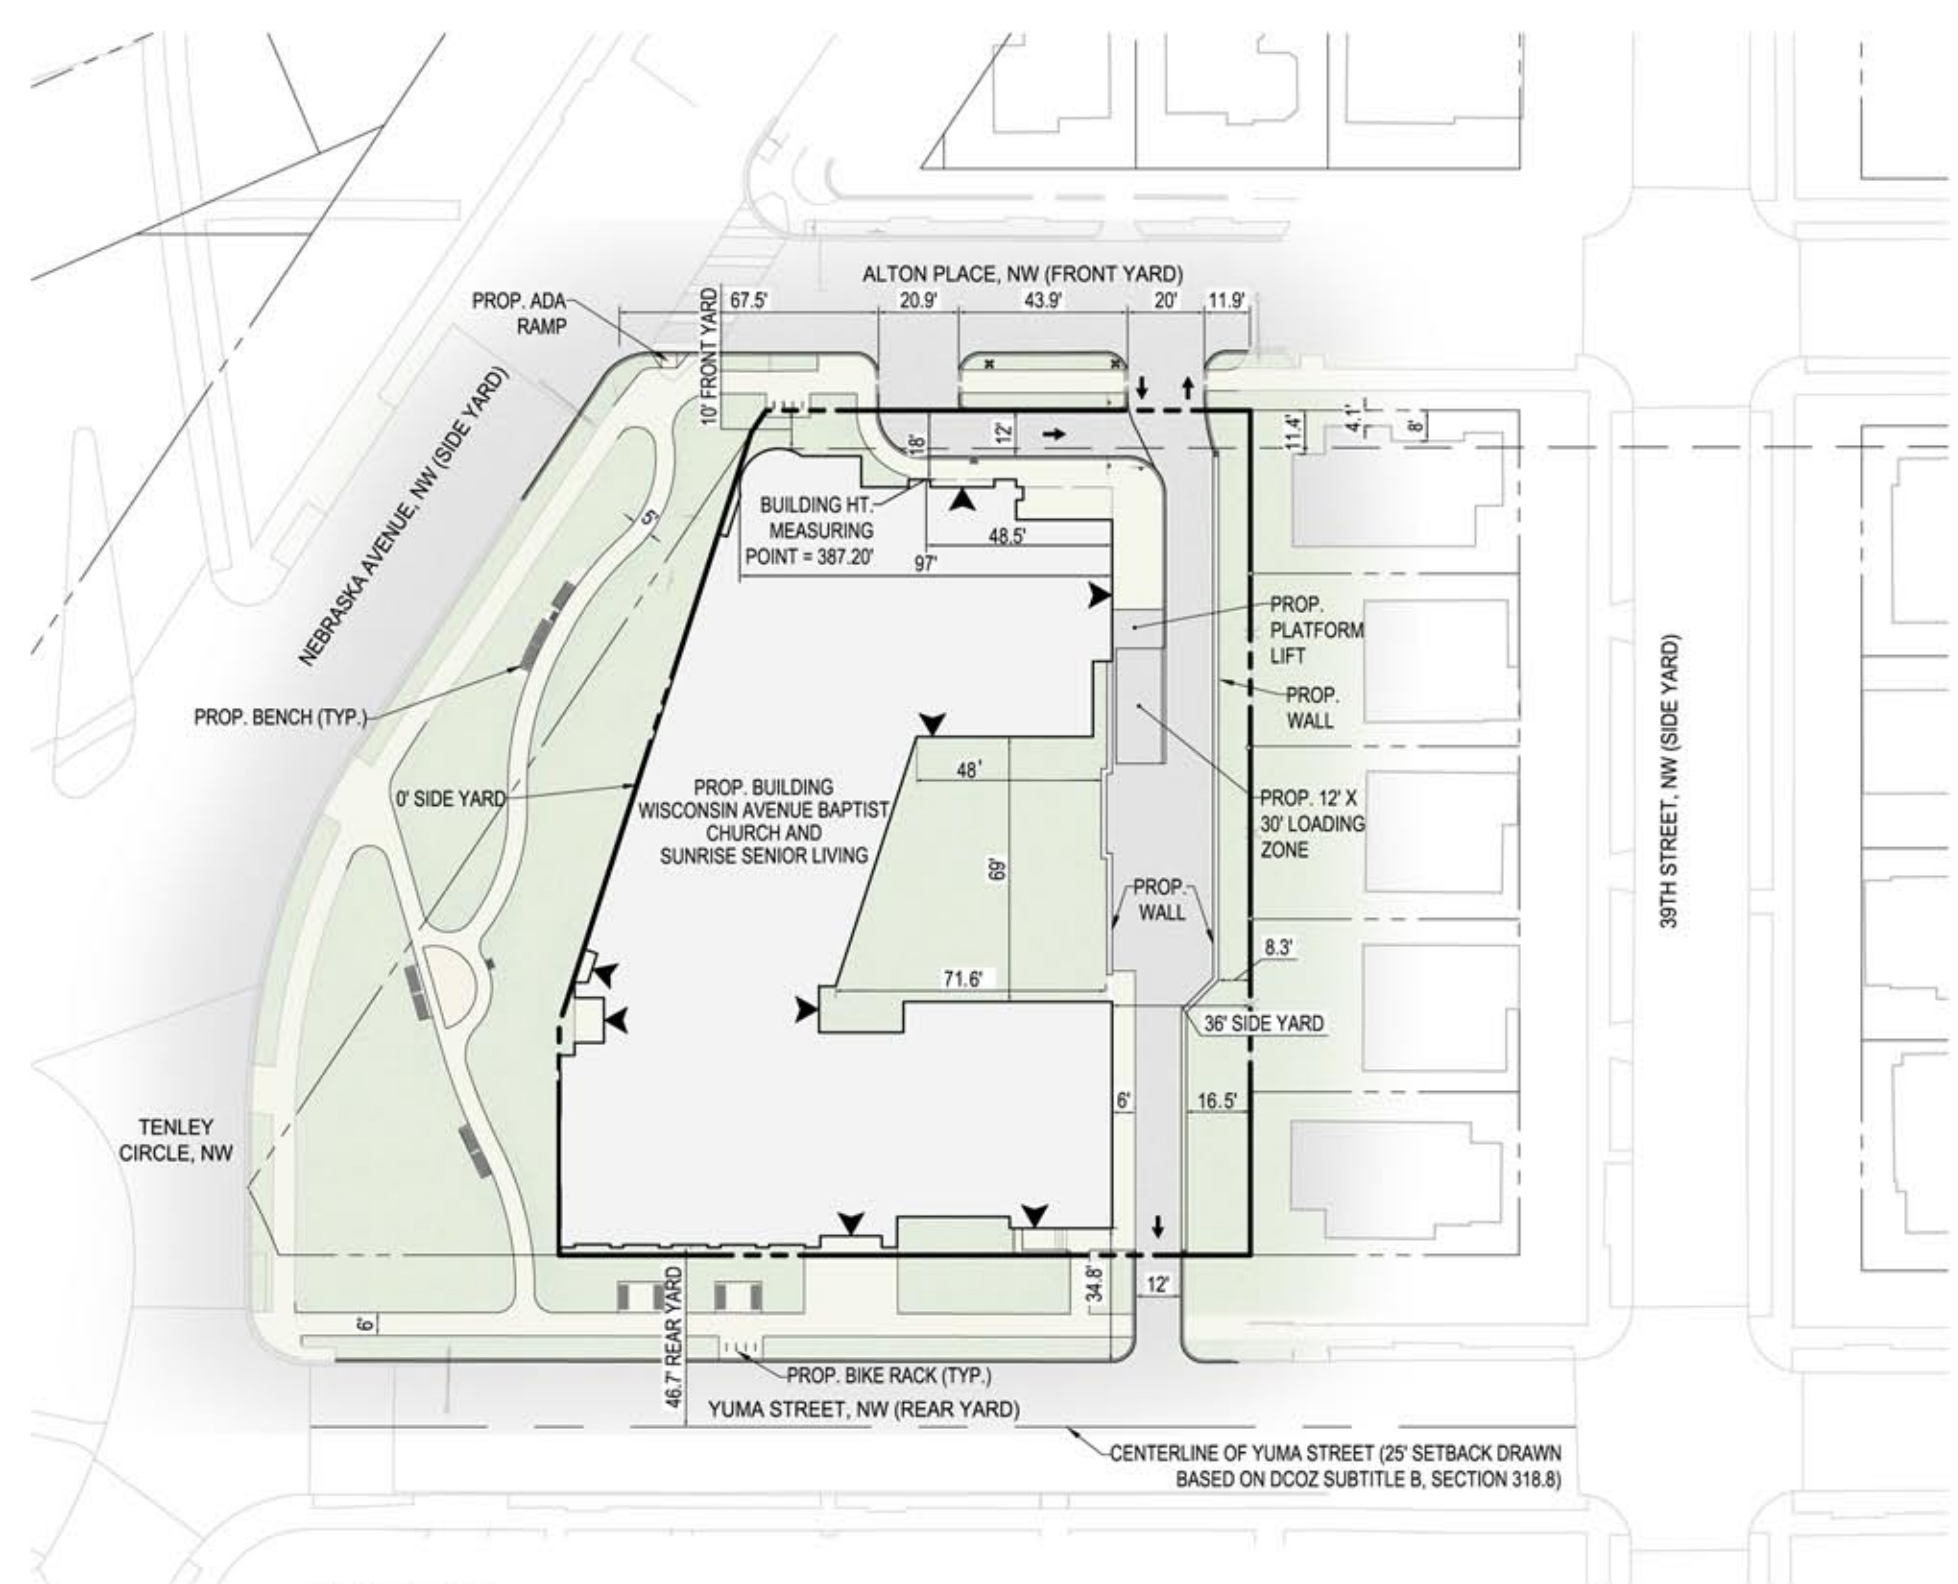 ALTON PLACE, NW (FRONT YARD)
PROP. ADA
RAMP
10' FRONT YARD
67.5'
20.9'
43.9'
20'
11.9'
NEBRASKA AVENUE, NW (SIDE YARD)
18'
12'
11.4'
4.1'
8'
5'
BUILDING HT.
MEASURING
POINT = 387.20'
48.5'
97'
PROP.
PLATFORM
LIFT
PROP.
WALL
PROP. BENCH (TYP.)
39TH STREET, NW (SIDE YARD)
0' SIDE YARD
PROP. BUILDING
WISCONSIN AVENUE BAPTIST
CHURCH AND
SUNRISE SENIOR LIVING
48'
69'
PROP. 12' X
30' LOADING
ZONE
PROP.
WALL
8.3'
71.6'
36' SIDE YARD
6'
16.5'
TENLEY
CIRCLE, NW
34.8'
12'
6'
46.7' REAR YARD
PROP. BIKE RACK (TYP.)
YUMA STREET, NW (REAR YARD)
CENTERLINE OF YUMA STREET (25' SETBACK DRAWN
BASED ON DCOZ SUBTITLE B, SECTION 318.8)